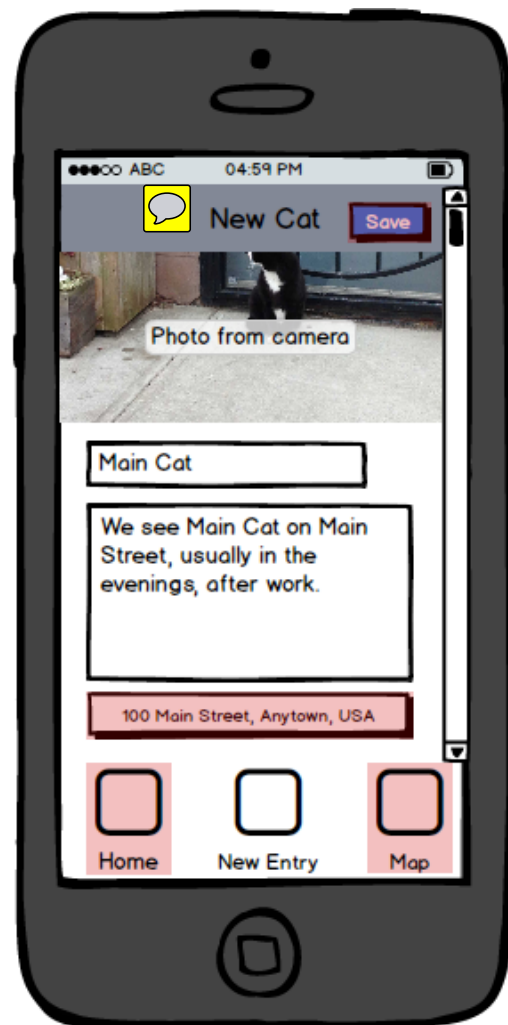 ABC 04:59 PM
New Cat Save
Photo from camera
Main Cat
We see Main Cat on Main
Street, usually in the
evenings, after work.
100 Main Street, Anytown, USA
Home New Entry Map